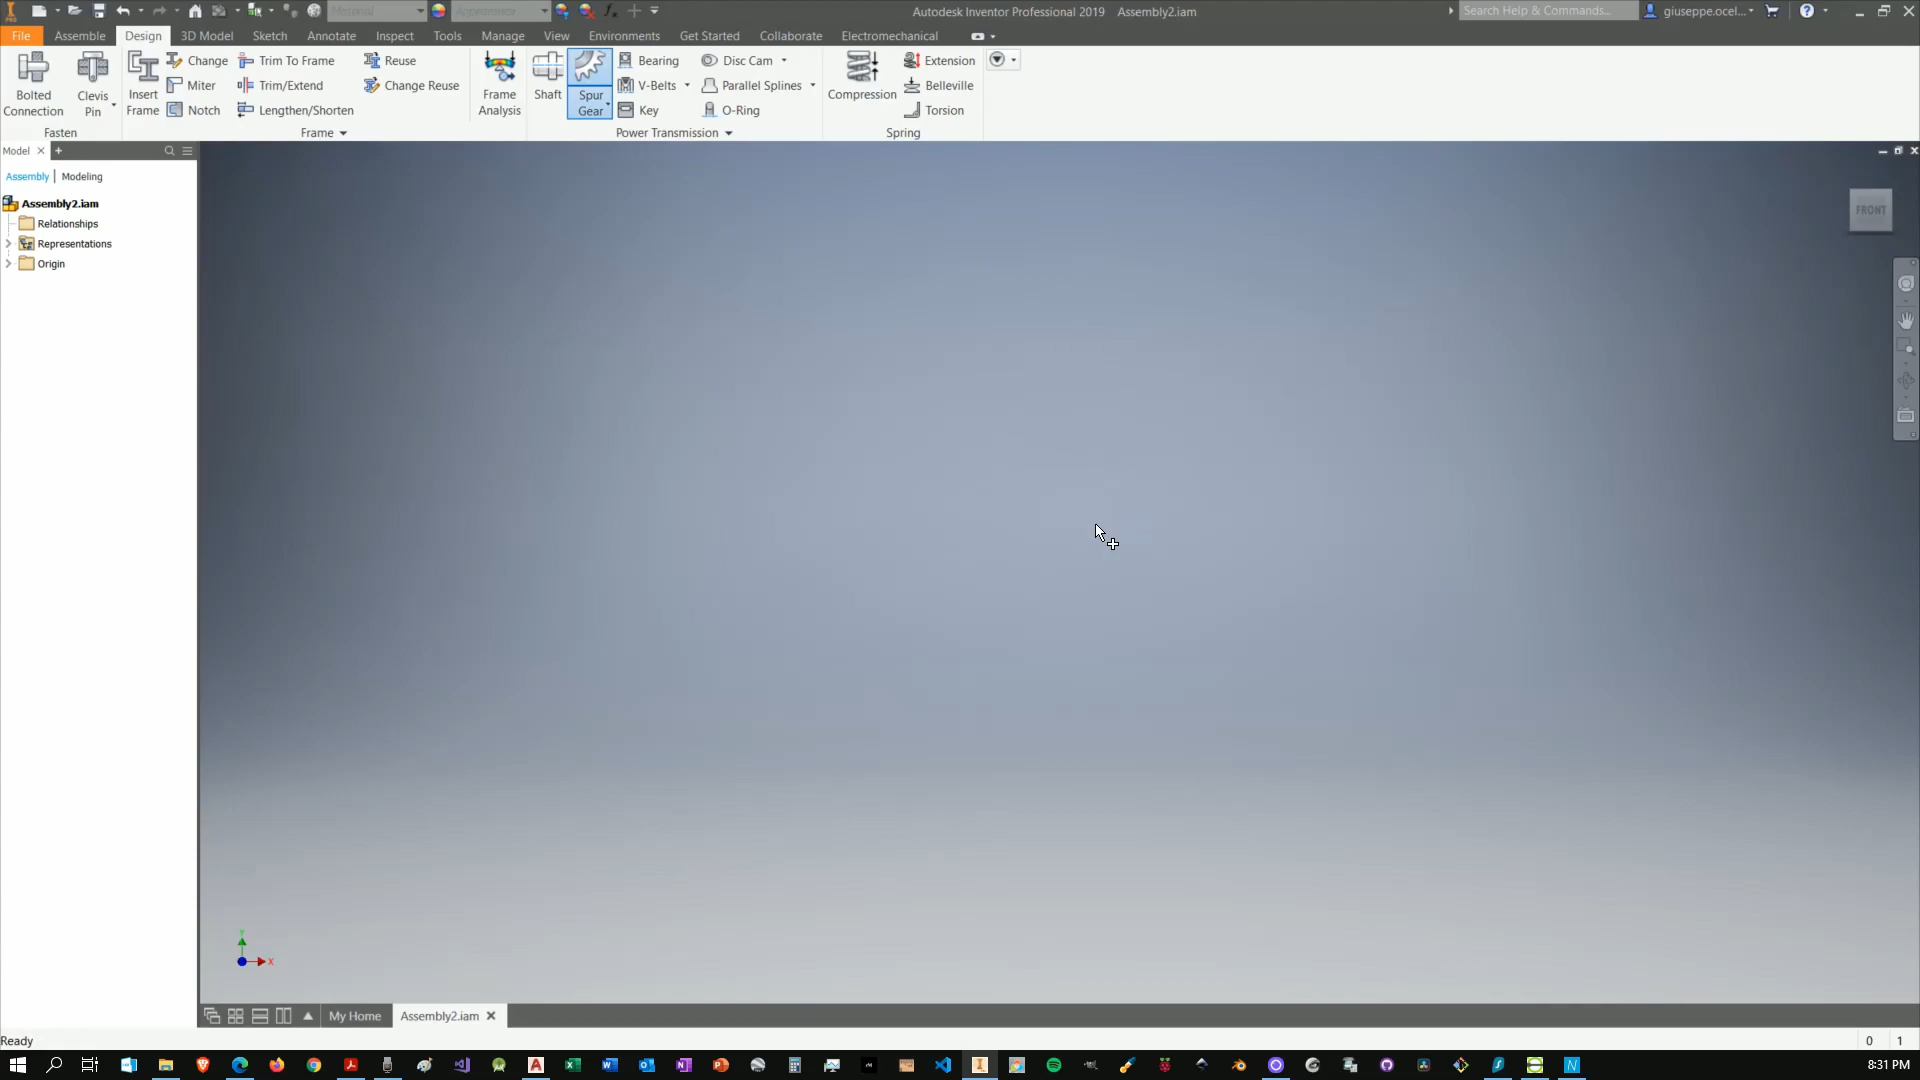 Material
Appearance
Autodesk Inventor Professional 2019 Assembly2.iam
Search Help & Commands...
giuseppe.ocel...
PRO
File Assemble Design 3D Model Sketch Annotate Inspect Tools Manage View Environments Get Started Collaborate Electromechanical
Bolted Connection
Clevis Pin
Insert Frame
Change
Miter
Notch
Trim To Frame
Trim/Extend
Lengthen/Shorten
Reuse
Change Reuse
Frame Analysis
Shaft
Spur Gear
Bearing
V-Belts
Key
Disc Cam
Parallel Splines
O-Ring
Compression
Extension
Belleville
Torsion
Fasten
Frame
Power Transmission
Spring
Model
Assembly | Modeling
Assembly2.iam
Relationships
Representations
Origin
FRONT
Y
X
My Home
Assembly2.iam
Ready
0 1
8:31 PM